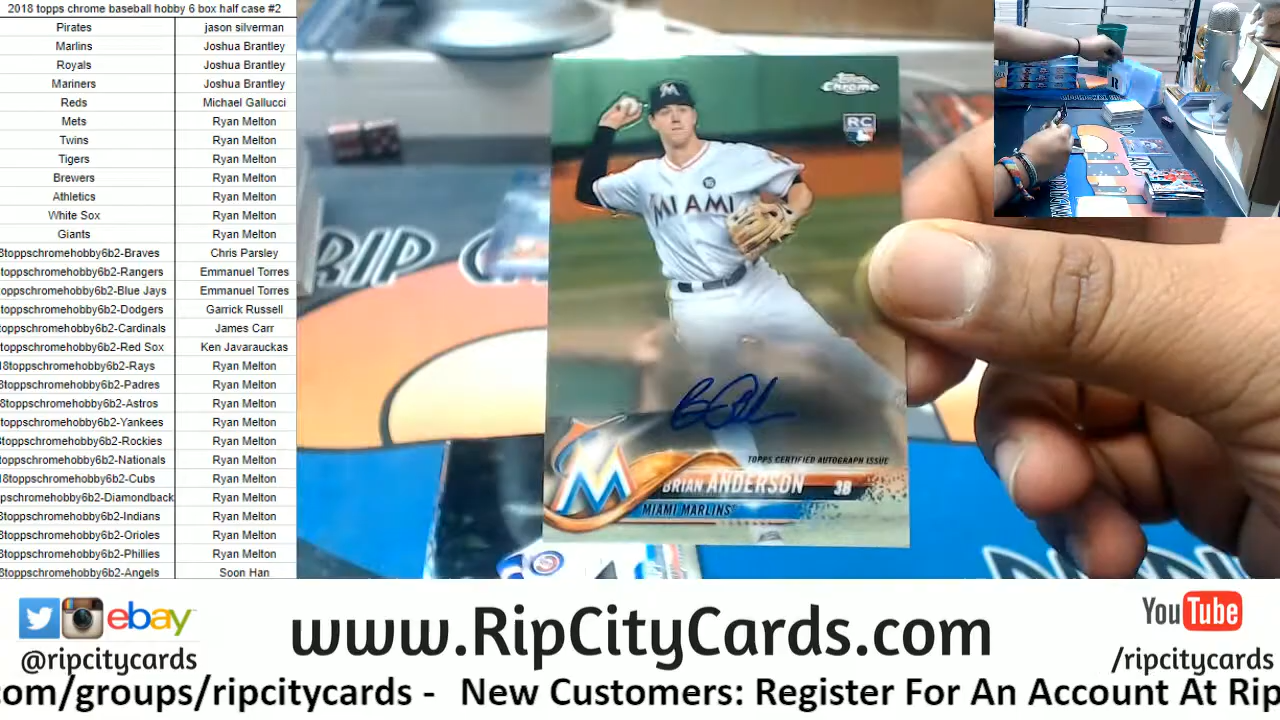 2018 topps chrome baseball hobby 6 box half case #2
Pirates jason silverman
Marlins Joshua Brantley
Royals Joshua Brantley
Mariners Joshua Brantley
Reds Michael Gallucci
Mets Ryan Melton
Twins Ryan Melton
Tigers Ryan Melton
Brewers Ryan Melton
Athletics Ryan Melton
White Sox Ryan Melton
Giants Ryan Melton
8toppschromehobby6b2-Braves Chris Parsley
toppschromehobby6b2-Rangers Emmanuel Torres
oppschromehobby6b2-Blue Jays Emmanuel Torres
toppschromehobby6b2-Dodgers Garrick Russell
oppschromehobby6b2-Cardinals James Carr
toppschromehobby6b2-Red Sox Ken Javarauckas
18toppschromehobby6b2-Rays Ryan Melton
8toppschromehobby6b2-Padres Ryan Melton
8toppschromehobby6b2-Astros Ryan Melton
toppschromehobby6b2-Yankees Ryan Melton
toppschromehobby6b2-Rockies Ryan Melton
toppschromehobby6b2-Nationals Ryan Melton
18toppschromehobby6b2-Cubs Ryan Melton
pschromehobby6b2-Diamondback Ryan Melton
8toppschromehobby6b2-Indians Ryan Melton
8toppschromehobby6b2-Orioles Ryan Melton
8toppschromehobby6b2-Phillies Ryan Melton
8toppschromehobby6b2-Angels Soon Han
Topps
Chrome
RC
RIP
M
MIAMI
TOPPS CERTIFIED AUTOGRAPH ISSUE
M
BRIAN ANDERSON 3B
MIAMI MARLINS
ebay
@ripcitycards
www.RipCityCards.com
YouTube
/ripcitycards
com/groups/ripcitycards - New Customers: Register For An Account At Rip